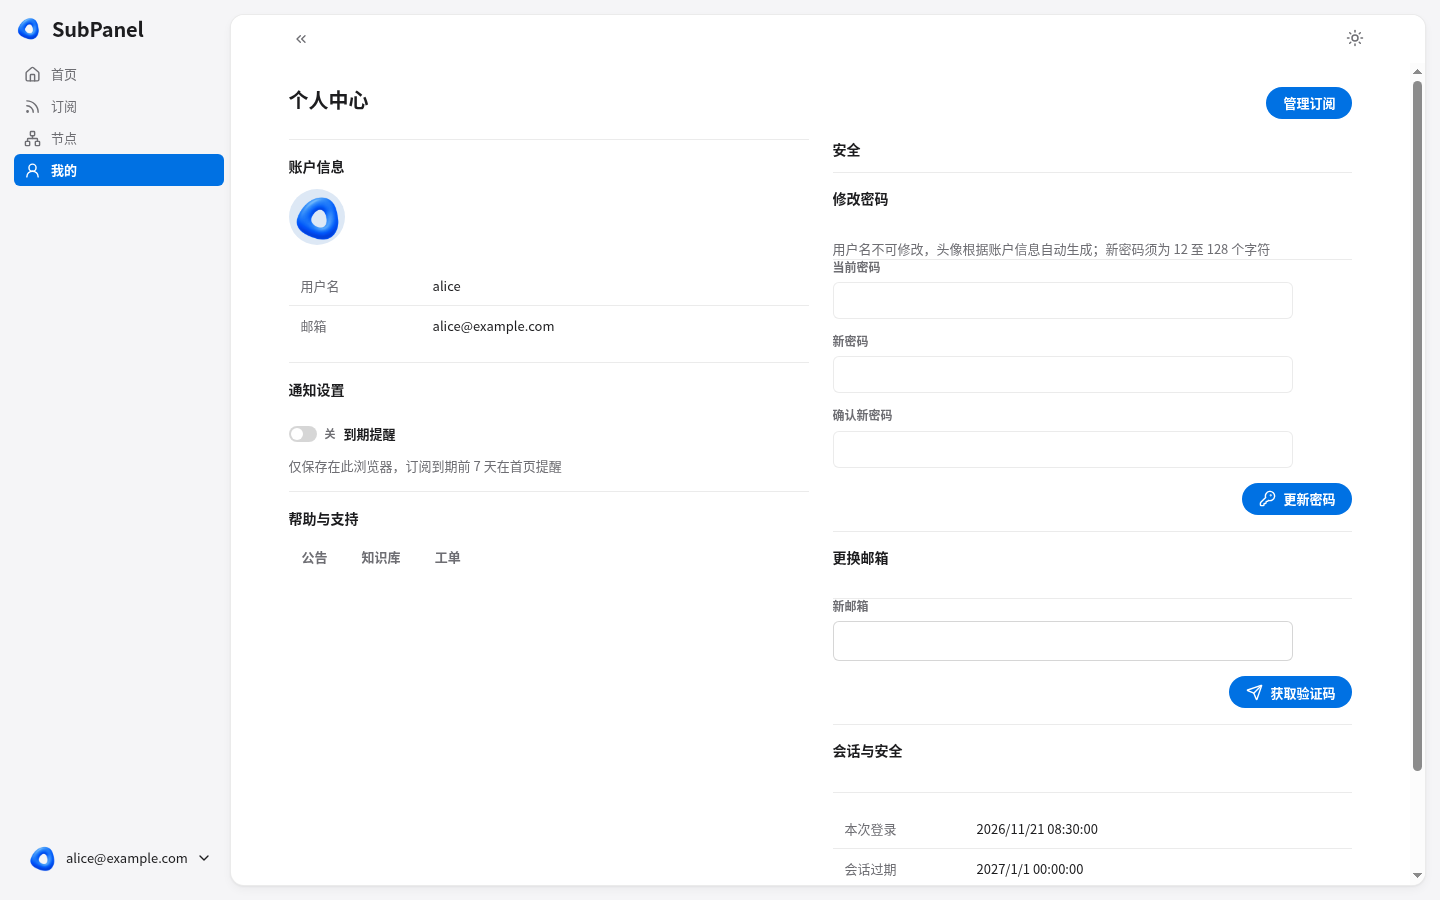 SubPanel
首页
订阅
节点
我的
alice@example.com
个人中心
管理订阅
账户信息
用户名 alice
邮箱 alice@example.com
通知设置
关 到期提醒
仅保存在此浏览器，订阅到期前 7 天在首页提醒
帮助与支持
公告 知识库 工单
安全
修改密码
用户名不可修改，头像根据账户信息自动生成；新密码须为 12 至 128 个字符
当前密码
新密码
确认新密码
更新密码
更换邮箱
新邮箱
获取验证码
会话与安全
本次登录 2026/11/21 08:30:00
会话过期 2027/1/1 00:00:00